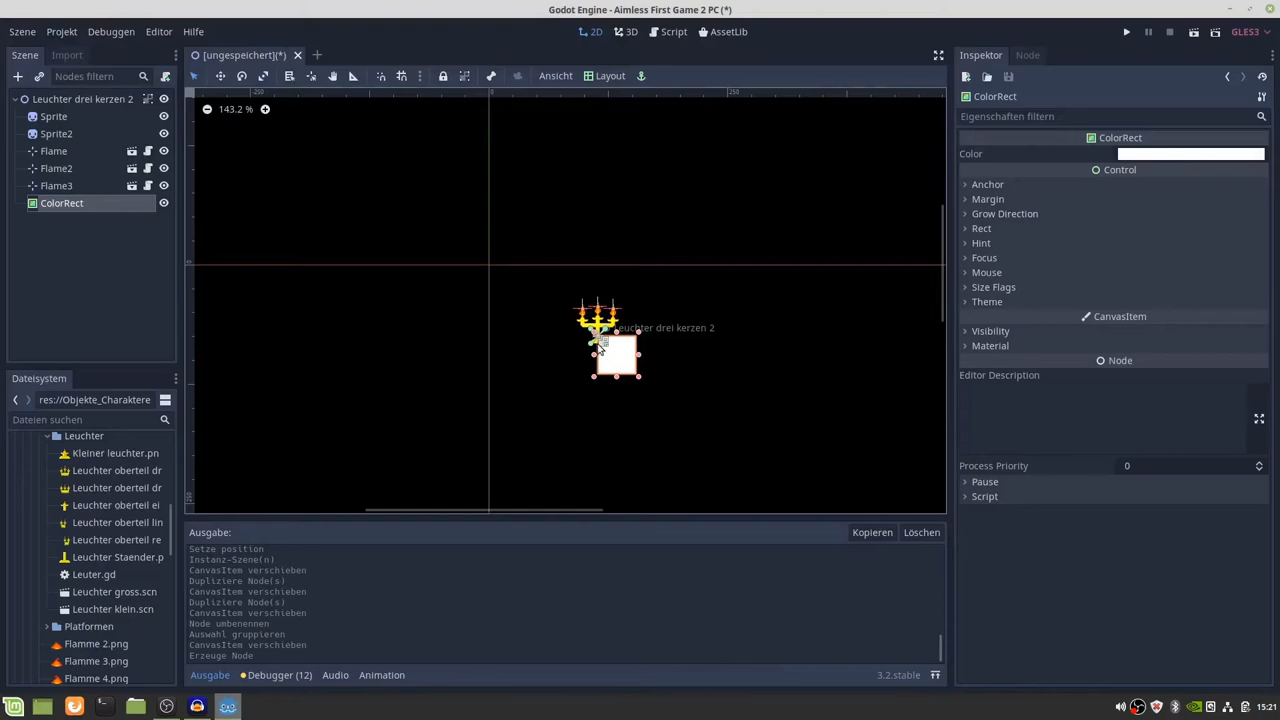 Godot Engine - Aimless First Game 2 PC (*)
Szene Projekt Debuggen Editor Hilfe
2D 3D Script AssetLib
GLES3
Szene Import
Nodes filtern
Leuchter drei kerzen 2
Sprite
Sprite2
Flame
Flame2
Flame3
ColorRect
Dateisystem
res://Objekte_Charaktere
Dateien suchen
Leuchter
Kleiner leuchter.pn
Leuchter oberteil dr
Leuchter oberteil dr
Leuchter oberteil ei
Leuchter oberteil lin
Leuchter oberteil re
Leuchter Staender.p
Leuter.gd
Leuchter gross.scn
Leuchter klein.scn
Platformen
Flamme 2.png
Flamme 3.png
Flamme 4.png
[ungespeichert](*)
Ansicht Layout
-250 0 250
143.2 %
0
250
Leuchter drei kerzen 2
Ausgabe:
Kopieren Löschen
Setze position
Instanz-Szene(n)
CanvasItem verschieben
Dupliziere Node(s)
CanvasItem verschieben
Dupliziere Node(s)
CanvasItem verschieben
Node umbenennen
Auswahl gruppieren
CanvasItem verschieben
Erzeuge Node
Ausgabe Debugger (12) Audio Animation
3.2.stable
Inspektor Node
ColorRect
Eigenschaften filtern
ColorRect
Color
Control
Anchor
Margin
Grow Direction
Rect
Hint
Focus
Mouse
Size Flags
Theme
CanvasItem
Visibility
Material
Node
Editor Description
Process Priority 0
Pause
Script
15:21